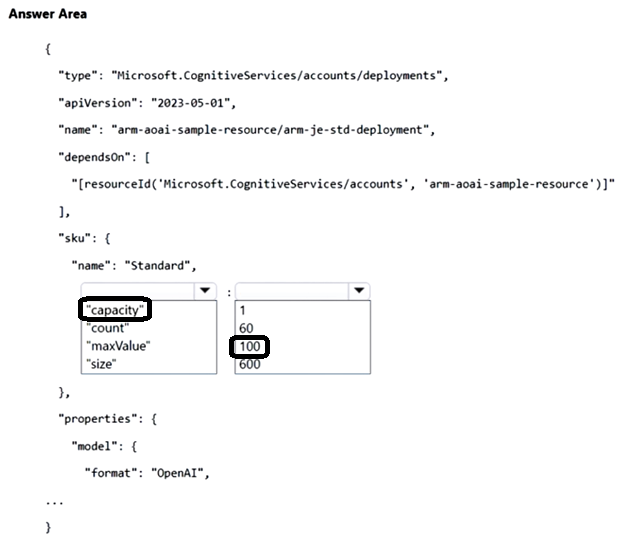 Answer Area
{
"type": "Microsoft.CognitiveServices/accounts/deployments",
"apiVersion": "2023-05-01",
"name": "arm-aoai-sample-resource/arm-je-std-deployment",
"dependsOn": [
"[resourceId('Microsoft.CognitiveServices/accounts', 'arm-aoai-sample-resource')]"
],
"sku": {
"name": "Standard",
:
"capacity" 1
"count" 60
"maxValue" 100
"size" 600
},
"properties": {
"model": {
"format": "OpenAI",
...
}